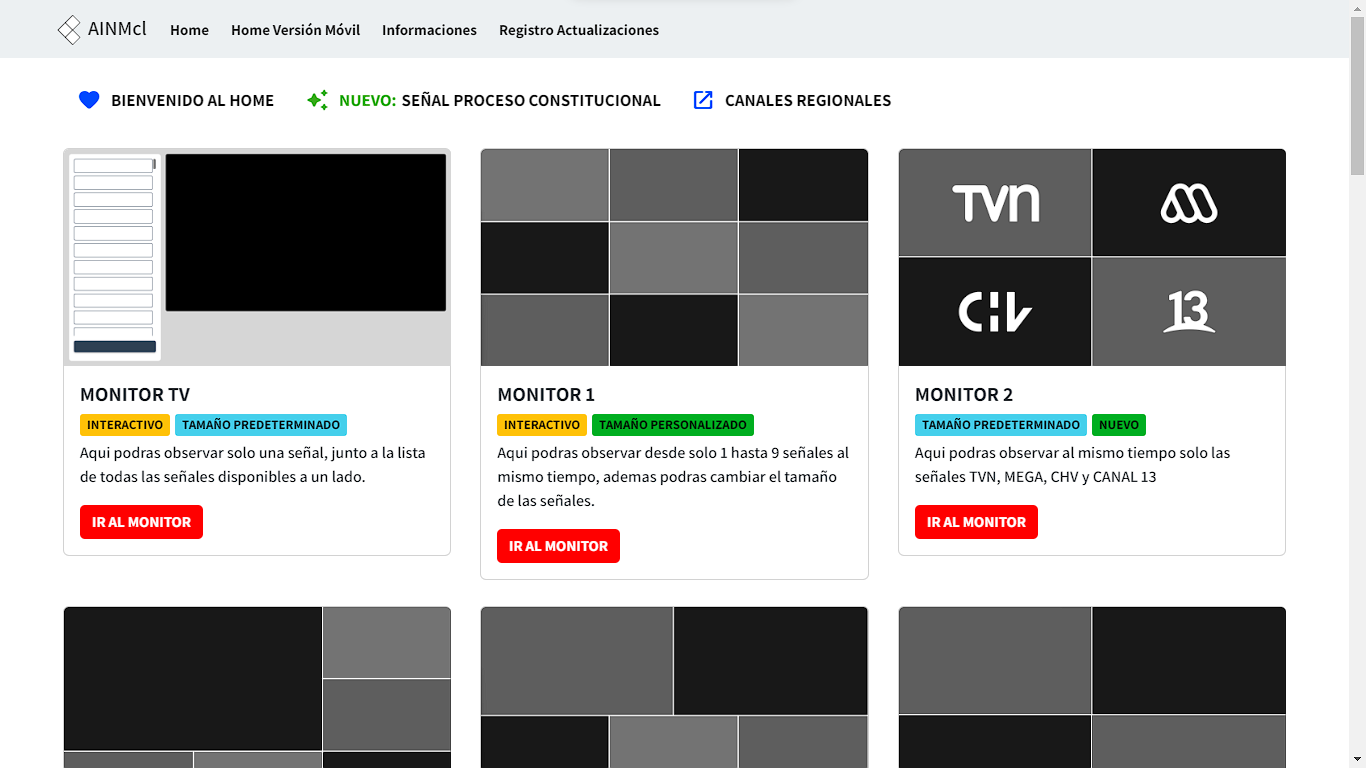 AINMcl
Home
Home Versión Móvil
Informaciones
Registro Actualizaciones
BIENVENIDO AL HOME
NUEVO: SEÑAL PROCESO CONSTITUCIONAL
CANALES REGIONALES
MONITOR TV
INTERACTIVO
TAMAÑO PREDETERMINADO
Aqui podras observar solo una señal, junto a la lista
de todas las señales disponibles a un lado.
IR AL MONITOR
MONITOR 1
INTERACTIVO
TAMAÑO PERSONALIZADO
Aqui podras observar desde solo 1 hasta 9 señales al
mismo tiempo, ademas podras cambiar el tamaño
de las señales.
IR AL MONITOR
TVN
CHV
13
MONITOR 2
TAMAÑO PREDETERMINADO
NUEVO
Aqui podras observar al mismo tiempo solo las
señales TVN, MEGA, CHV y CANAL 13
IR AL MONITOR